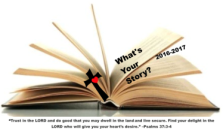 What's
Your
Story?
2016-2017
"Trust in the LORD and do good that you may dwell in the land and live secure. Find your delight in the
LORD who will give you your heart's desire." -Psalms 37:3-4